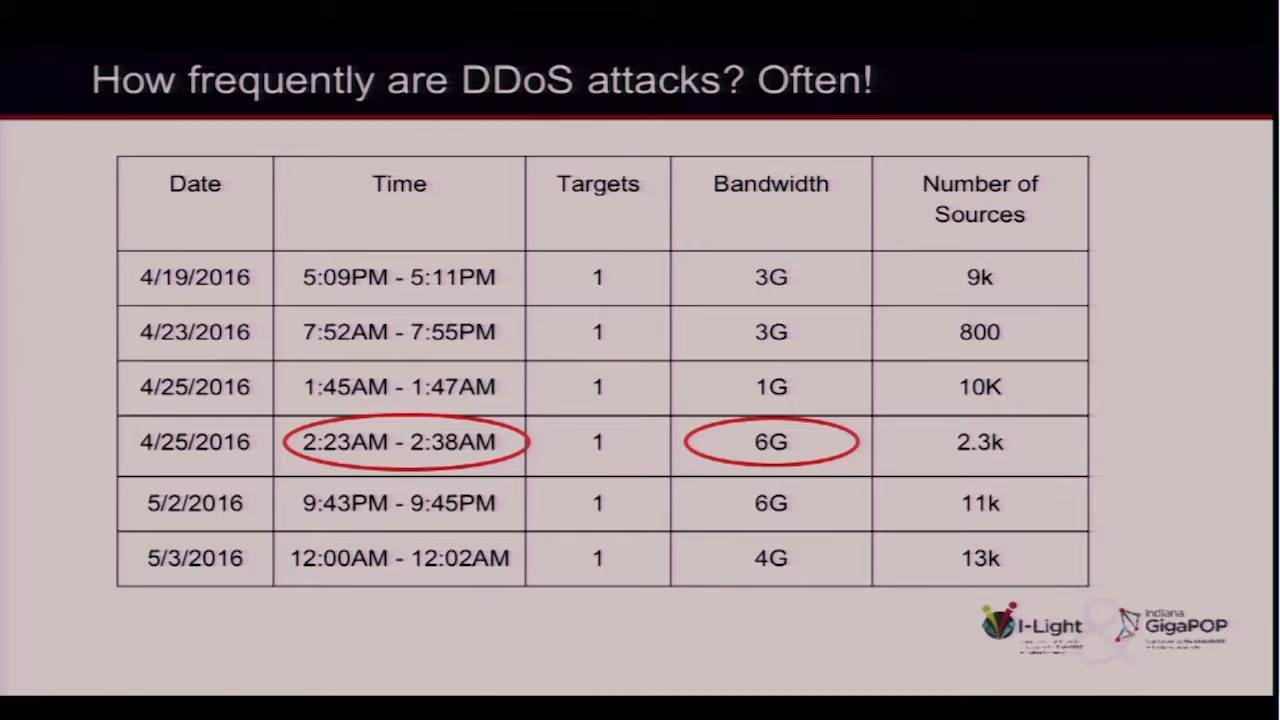 How frequently are DDoS attacks? Often!
Date Time Targets Bandwidth Number of Sources
4/19/2016 5:09PM - 5:11PM 1 3G 9k
4/23/2016 7:52AM - 7:55PM 1 3G 800
4/25/2016 1:45AM - 1:47AM 1 1G 10K
4/25/2016 2:23AM - 2:38AM 1 6G 2.3k
5/2/2016 9:43PM - 9:45PM 1 6G 11k
5/3/2016 12:00AM - 12:02AM 1 4G 13k
I-Light & Indiana GigaPOP